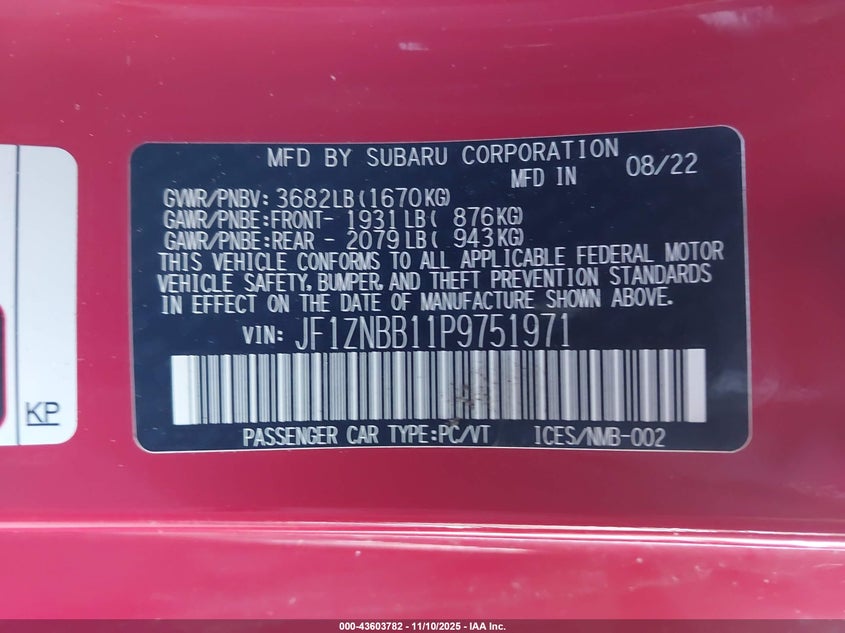 MFD BY SUBARU CORPORATION
MFD IN 08/22
GVWR/PNBV: 3682LB(1670KG)
GAWR/PNBE:FRONT- 1931LB( 876KG)
GAWR/PNBE:REAR - 2079LB( 943KG)
THIS VEHICLE CONFORMS TO ALL APPLICABLE FEDERAL MOTOR
VEHICLE SAFETY, BUMPER, AND THEFT PREVENTION STANDARDS
IN EFFECT ON THE DATE OF MANUFACTURE SHOWN ABOVE.
VIN: JF1ZNBB11P9751971
PASSENGER CAR TYPE:PC/VT ICES/NMB-002
KP
000-43603782 - 11/10/2025 - IAA Inc.